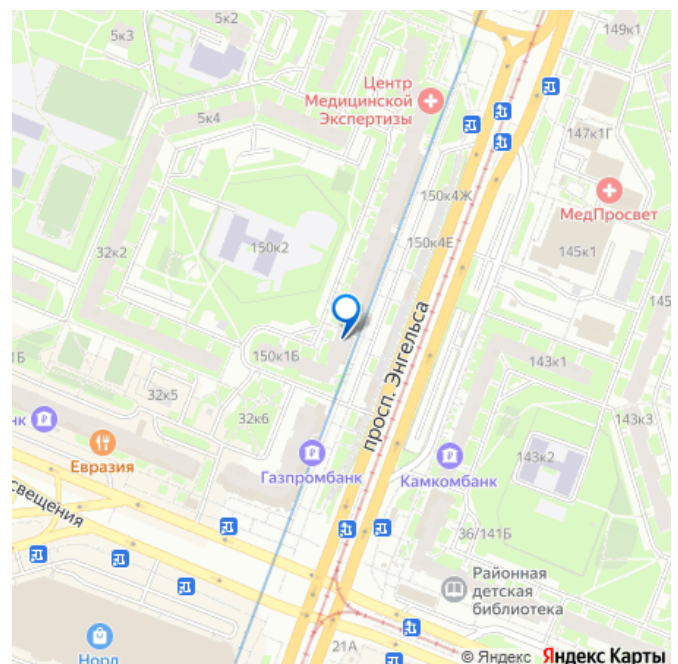 5к2
149к1
5к3
Центр
Медицинской
Экспертизы
5к4
147к1Г
150к4Ж
МедПросвет
150к4Е
150к2
145к1
32к2
145
просп. Энгельса
150к1Б
1Б
143к1
32к5
32к6
нк
143к3
Евразия
Газпромбанк
Камкомбанк
143к2
свещения
36/141Б
Районная
детская
библиотека
21А
Норд
© Яндекс Яндекс Карты